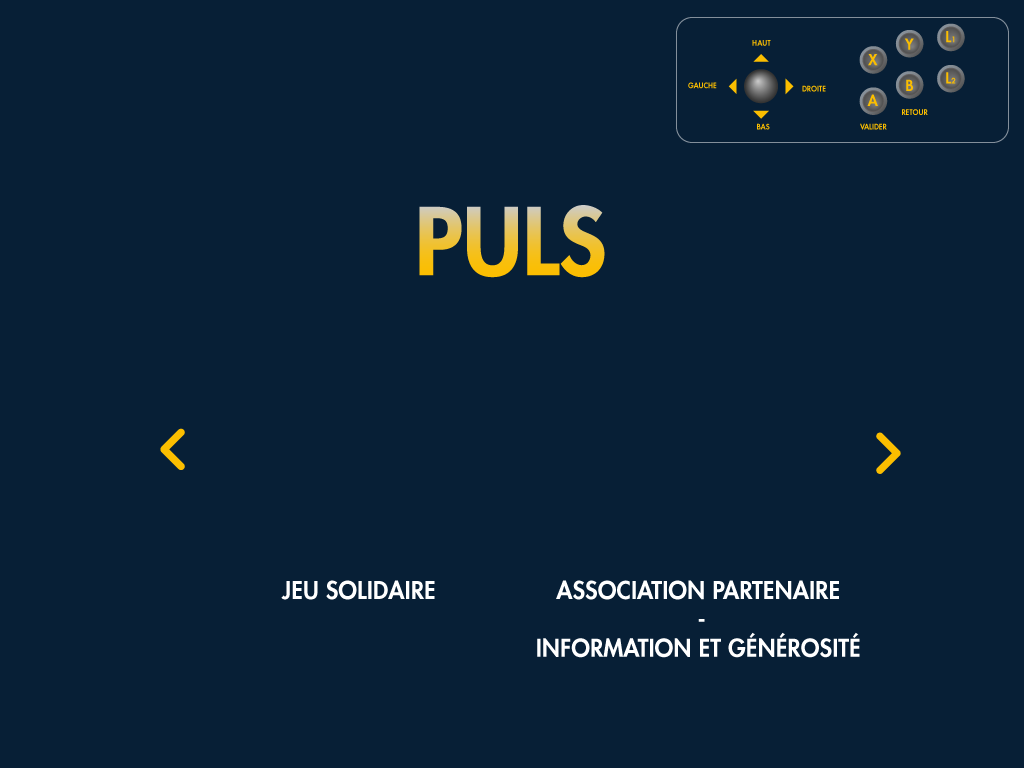 HAUT
GAUCHE
DROITE
BAS
X
Y
L1
A
B
L2
VALIDER
RETOUR
PULS
JEU SOLIDAIRE
ASSOCIATION PARTENAIRE
-
INFORMATION ET GÉNÉROSITÉ